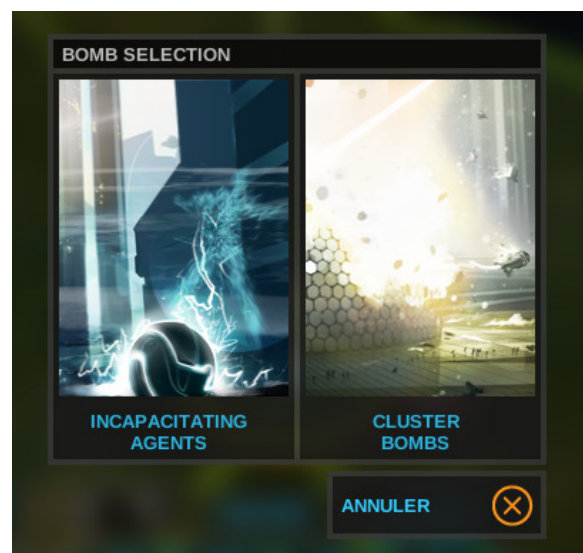 BOMB SELECTION
INCAPACITATING
AGENTS
CLUSTER
BOMBS
ANNULER